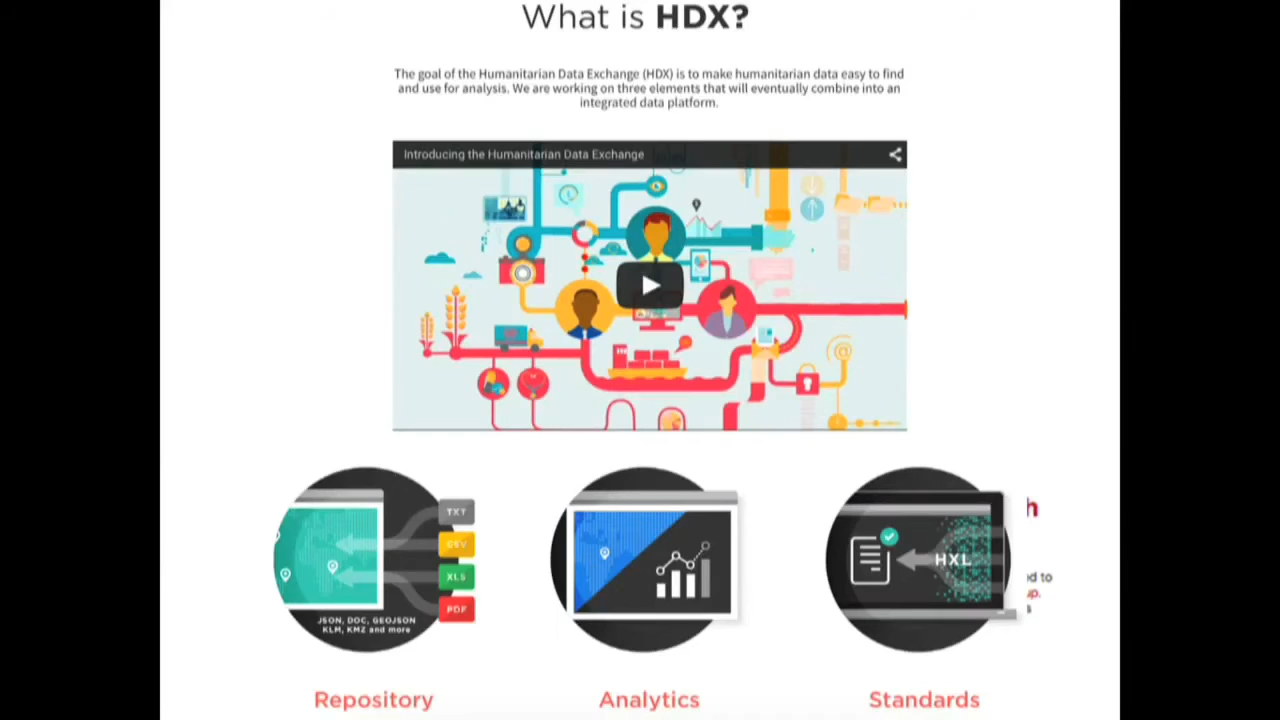 What is HDX?
The goal of the Humanitarian Data Exchange (HDX) is to make humanitarian data easy to find
and use for analysis. We are working on three elements that will eventually combine into an
integrated data platform.
Introducing the Humanitarian Data Exchange
@
TXT
CSV
XLS
PDF
JSON, DOC, GEOJSON
KLM, KMZ and more
HXL
h
ed to
up.
s
Repository
Analytics
Standards